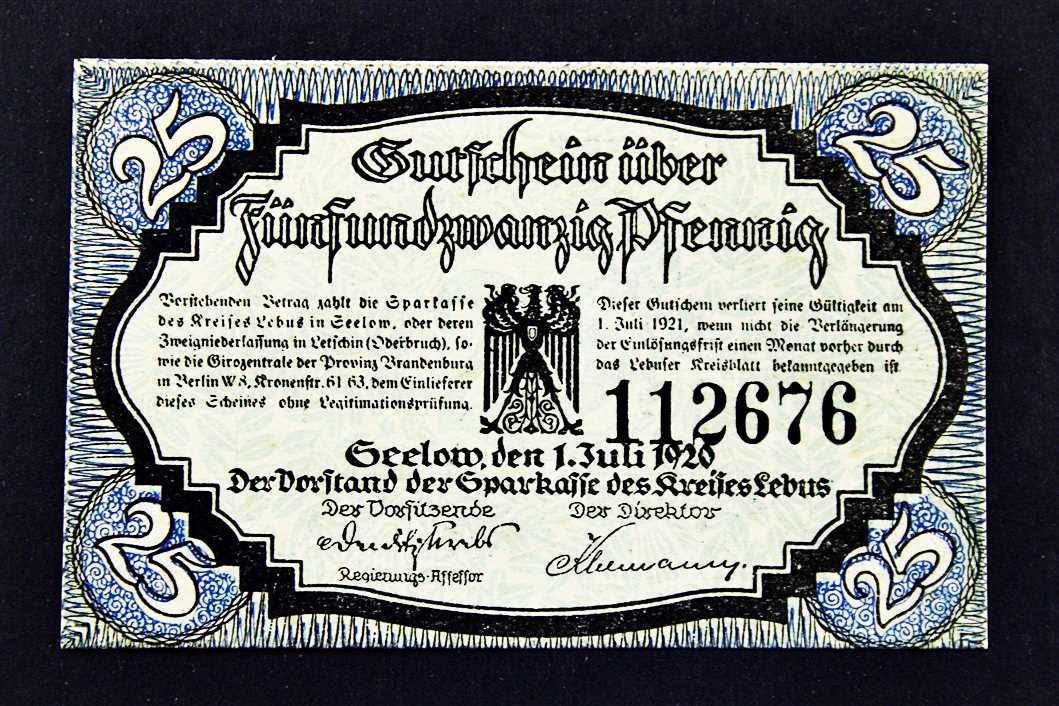 25
25
Gutschein über
Fünfundzwanzig Pfennig
Vorstehenden Betrag zahlt die Sparkasse
des Kreises Lebus in Seelow, oder deren
Zweigniederlassung in Letschin (Oderbruch), so-
wie die Girozentrale der Provinz Brandenburg
in Berlin W 8, Kronenstr. 61 63, dem Einlieferer
dieses Scheines ohne Legitimationsprüfung.
Dieser Gutschein verliert seine Gültigkeit am
1. Juli 1921, wenn nicht die Verlängerung
der Einlösungsfrist einen Monat vorher durch
das Lebuser Kreisblatt bekanntgegeben ist
112676
Seelow, den 1. Juli 1920
Der Vorstand der Sparkasse des Kreises Lebus
Der Vorsitzende
Der Direktor
Regierungs-Assessor
25
25